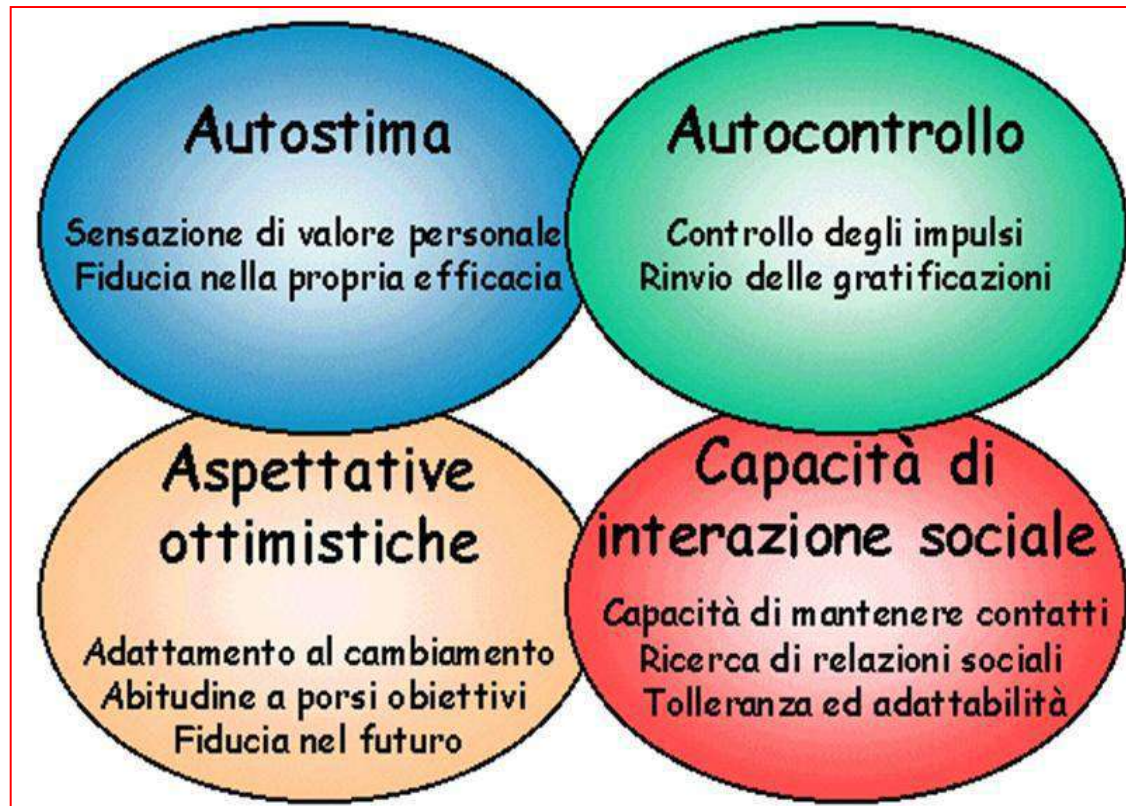 Autostima
Sensazione di valore personale
Fiducia nella propria efficacia
Autocontrollo
Controllo degli impulsi
Rinvio delle gratificazioni
Aspettative
ottimistiche
Adattamento al cambiamento
Abitudine a porsi obiettivi
Fiducia nel futuro
Capacità di
interazione sociale
Capacità di mantenere contatti
Ricerca di relazioni sociali
Tolleranza ed adattabilità